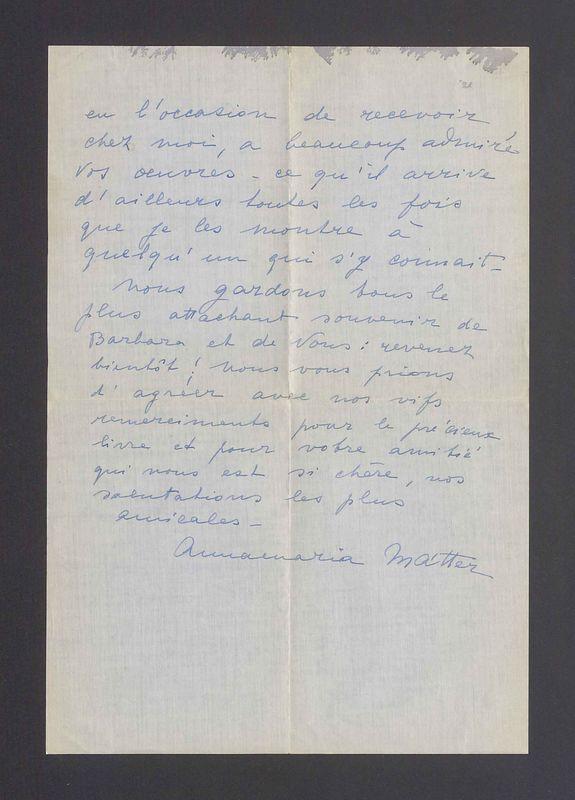 eu l'occasion de recevoir
chez moi, a beaucoup admiré
vos oeuvres - ce qu'il arrive
d'ailleurs toutes les fois
que je les montre à
quelqu'un qui s'y connait -
Nous gardons tous le
plus attachant souvenir de
Barbara et de Vous : revenez
bientôt ! Nous vous prions
d'agréer avec nos vifs
remerciments pour le précieux
livre et pour votre amitié
qui nous est si chère, nos
salutations les plus
amicales -
Annamaria